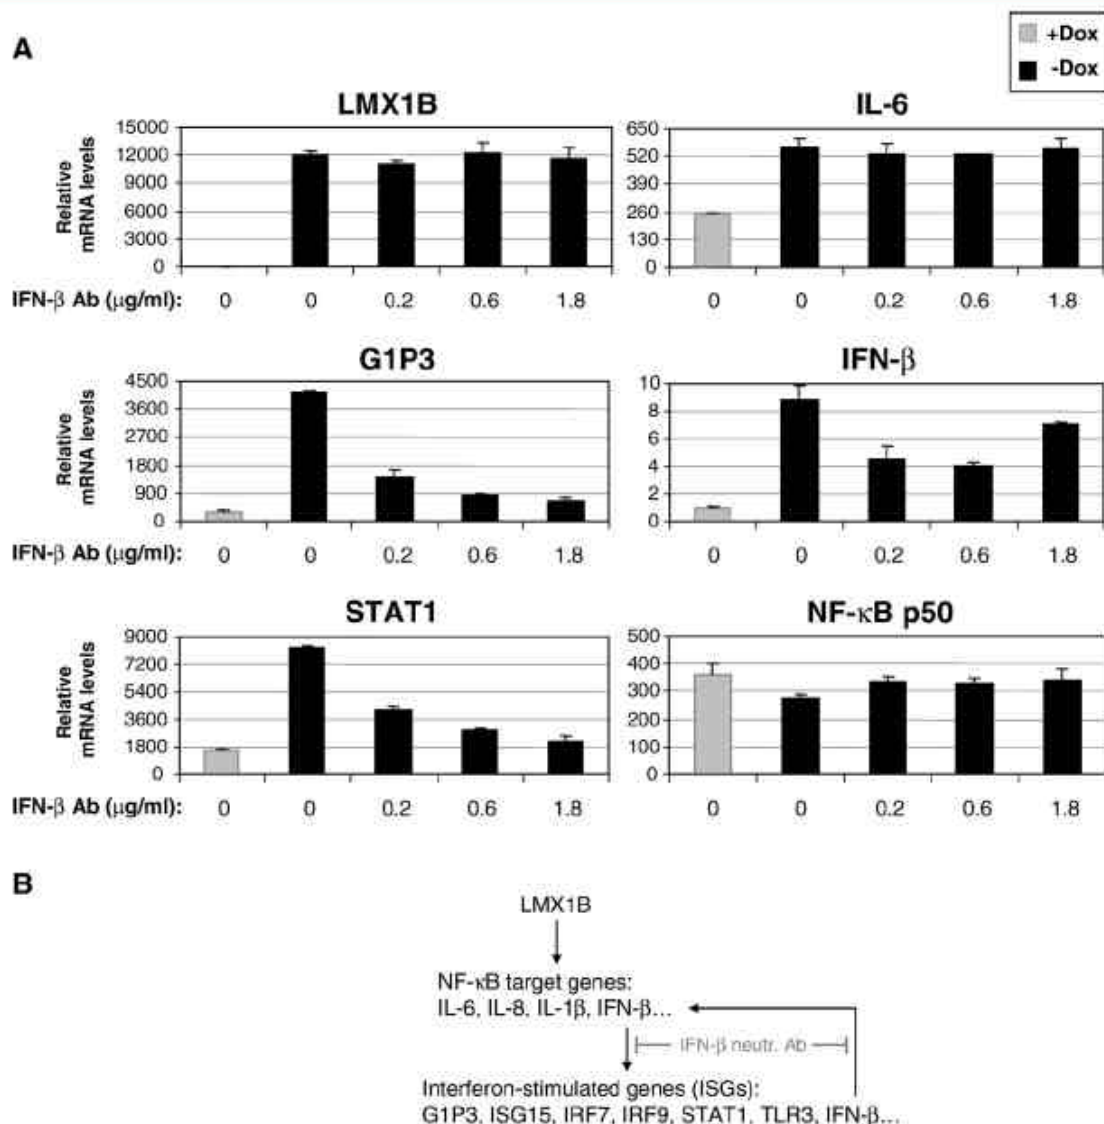 A
+Dox
-Dox
LMX1B
IL-6
Relative
mRNA levels
15000
12000
9000
6000
3000
0
650
520
390
260
130
0
IFN-β Ab (μg/ml): 0 0 0.2 0.6 1.8 0 0 0.2 0.6 1.8
G1P3
IFN-β
Relative
mRNA levels
4500
3600
2700
1800
900
0
10
8
6
4
2
0
IFN-β Ab (μg/ml): 0 0 0.2 0.6 1.8 0 0 0.2 0.6 1.8
STAT1
NF-κB p50
Relative
mRNA levels
9000
7200
5400
3600
1800
0
500
400
300
200
100
0
IFN-β Ab (μg/ml): 0 0 0.2 0.6 1.8 0 0 0.2 0.6 1.8
B
LMX1B
NF-κB target genes:
IL-6, IL-8, IL-1β, IFN-β...
IFN-β neutr. Ab
Interferon-stimulated genes (ISGs):
G1P3, ISG15, IRF7, IRF9, STAT1, TLR3, IFN-β...